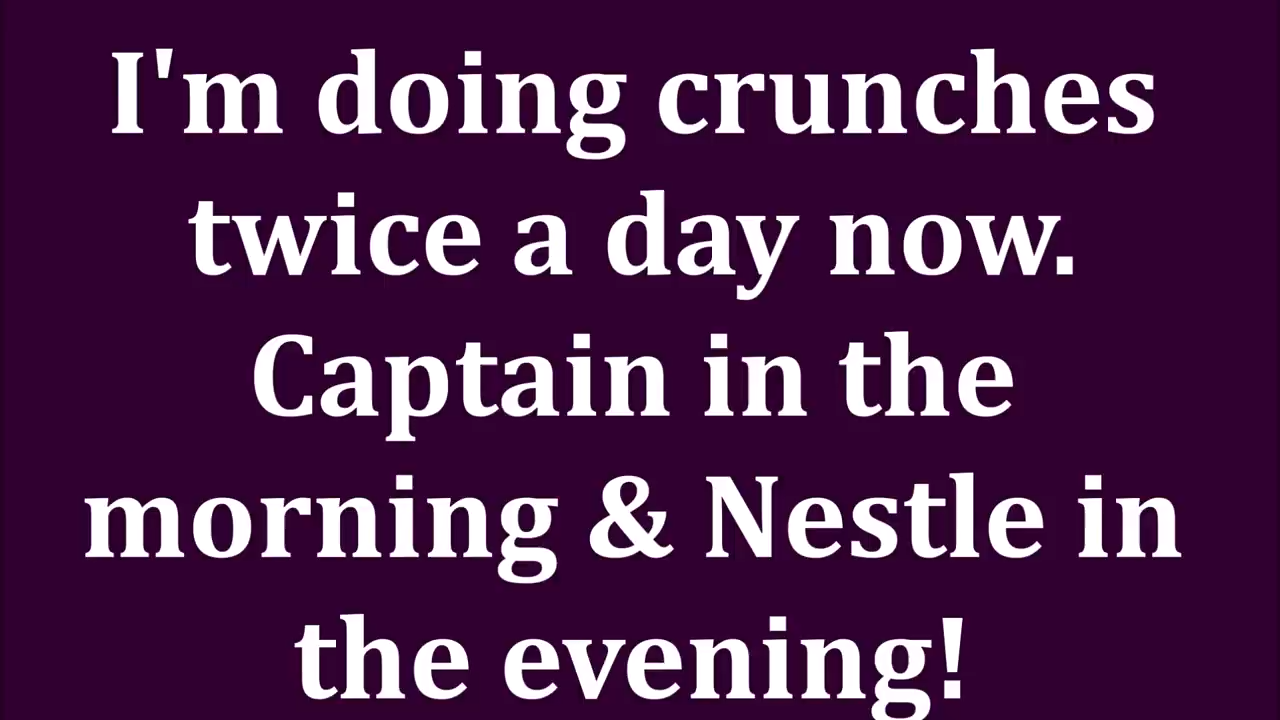 I'm doing crunches
twice a day now.
Captain in the
morning & Nestle in
the evening!